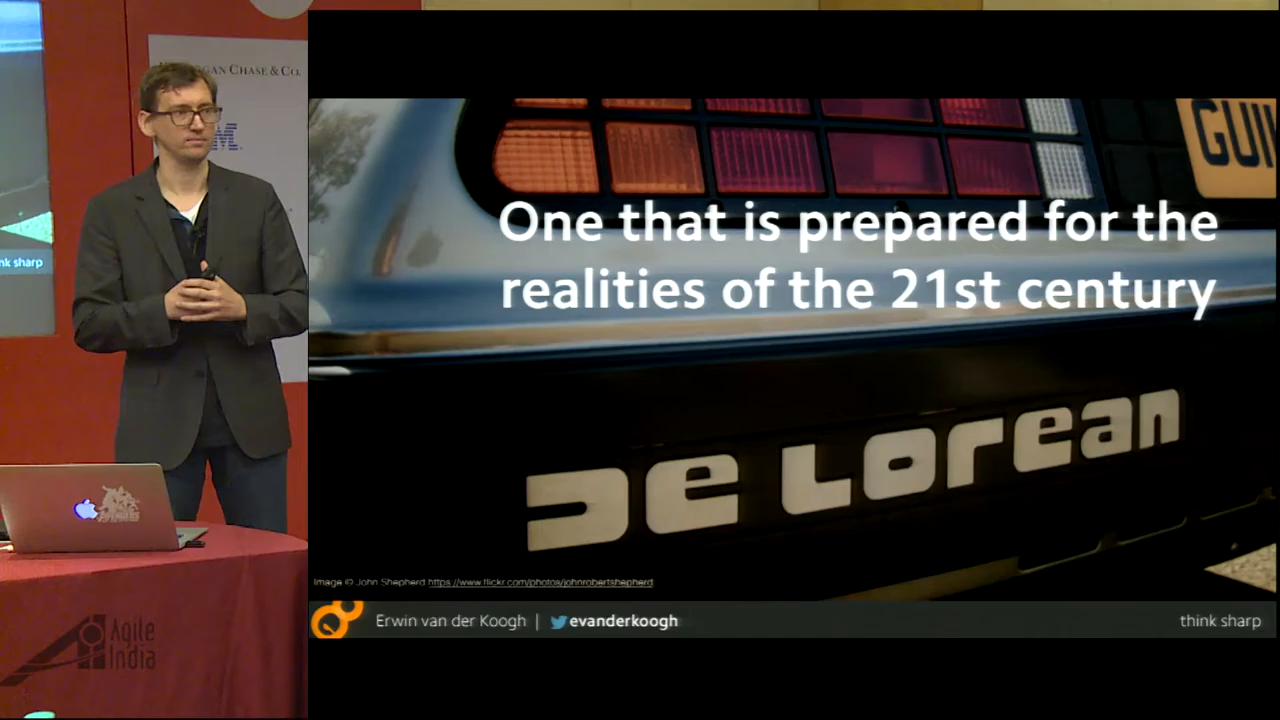 GAN CHASE & CO.
M.
nk sharp
GUI
One that is prepared for the
realities of the 21st century
DeLorean
Image © John Shepherd https://www.flickr.com/photos/johnrobertshepherd
Erwin van der Koogh | evanderkoogh
think sharp
Agile
India